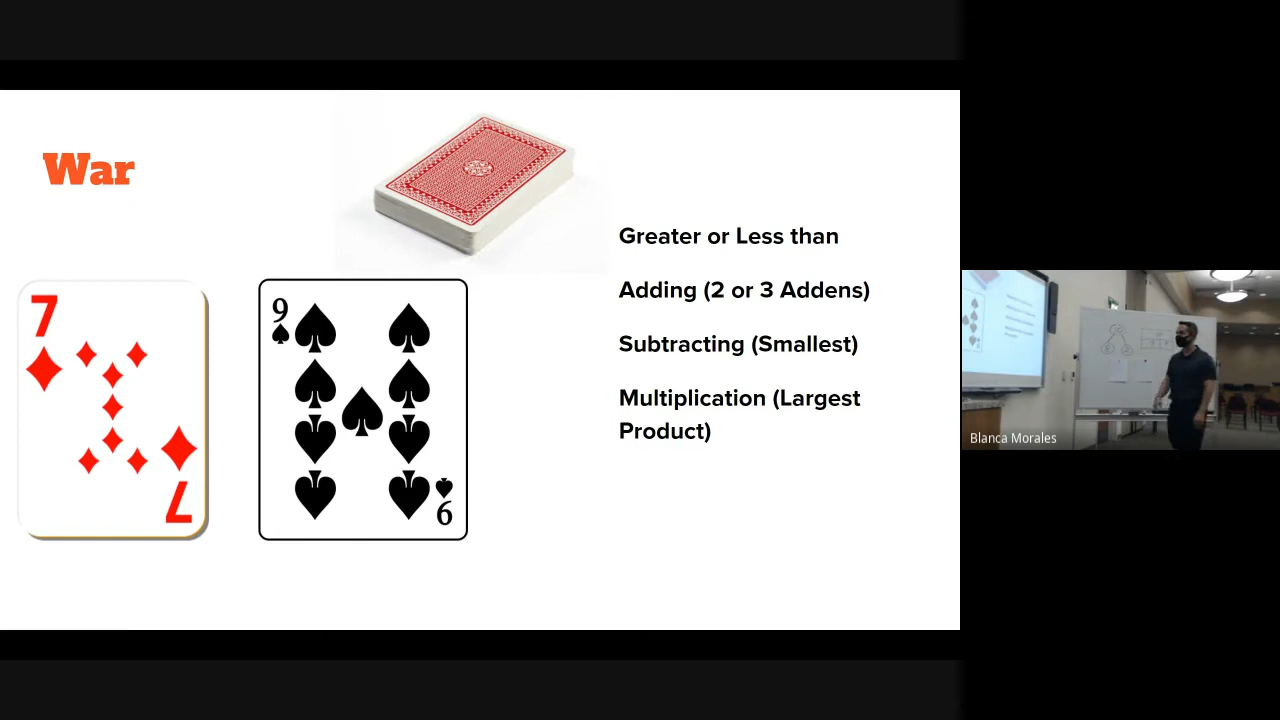 War
Greater or Less than
Adding (2 or 3 Addens)
Subtracting (Smallest)
Multiplication (Largest
Product)
7
7
9
9
Blanca Morales